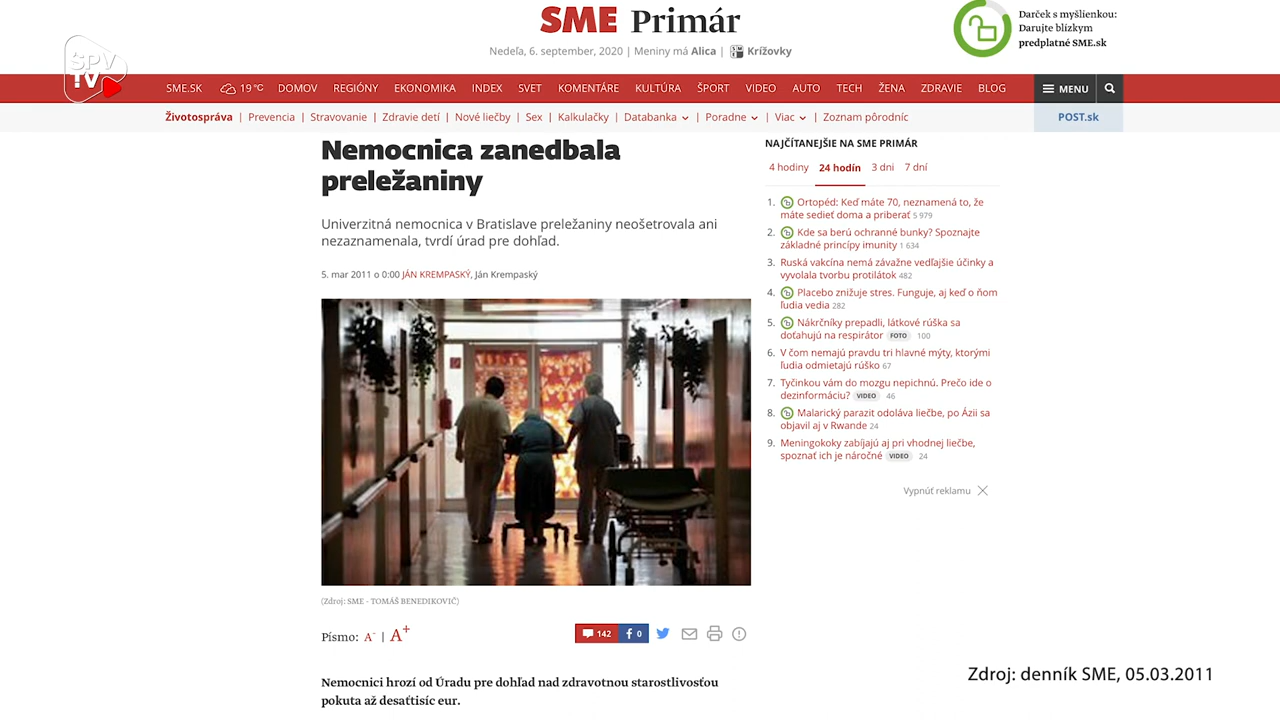 SME Primár
Nedeľa, 6. september, 2020 | Meniny má Alica | Krížovky
Darček s myšlienkou:
Darujte blízkym
predplatné SME.sk
SPV
TV
SME.SK 19 °C DOMOV REGIÓNY EKONOMIKA INDEX SVET KOMENTÁRE KULTÚRA ŠPORT VIDEO AUTO TECH ŽENA ZDRAVIE BLOG MENU
Životospráva | Prevencia | Stravovanie | Zdravie detí | Nové liečby | Sex | Kalkulačky | Databanka | Poradne | Viac | Zoznam pôrodníc POST.sk
Nemocnica zanedbala
preležaniny
Univerzitná nemocnica v Bratislave preležaniny neošetrovala ani
nezaznamenala, tvrdí úrad pre dohľad.
5. mar 2011 o 0:00 JÁN KREMPASKÝ, Ján Krempaský
(Zdroj: SME - TOMÁŠ BENEDIKOVIČ)
Písmo: A- | A+
142 f 0
Nemocnici hrozí od Úradu pre dohľad nad zdravotnou starostlivosťou
pokuta až desaťtisíc eur.
NAJČÍTANEJŠIE NA SME PRIMÁR
4 hodiny 24 hodín 3 dni 7 dní
1. Ortopéd: Keď máte 70, neznamená to, že
máte sedieť doma a priberať 5 979
2. Kde sa berú ochranné bunky? Spoznajte
základné princípy imunity 1 634
3. Ruská vakcína nemá závažne vedľajšie účinky a
vyvolala tvorbu protilátok 482
4. Placebo znižuje stres. Funguje, aj keď o ňom
ľudia vedia 282
5. Nákrčníky prepadli, látkové rúška sa
doťahujú na respirátor FOTO 100
6. V čom nemajú pravdu tri hlavné mýty, ktorými
ľudia odmietajú rúško 67
7. Tyčinkou vám do mozgu nepichnú. Prečo ide o
dezinformáciu? VIDEO 46
8. Malarický parazit odoláva liečbe, po Ázii sa
objavil aj v Rwande 24
9. Meningokoky zabíjajú aj pri vhodnej liečbe,
spoznať ich je náročné VIDEO 24
Vypnúť reklamu
Zdroj: denník SME, 05.03.2011